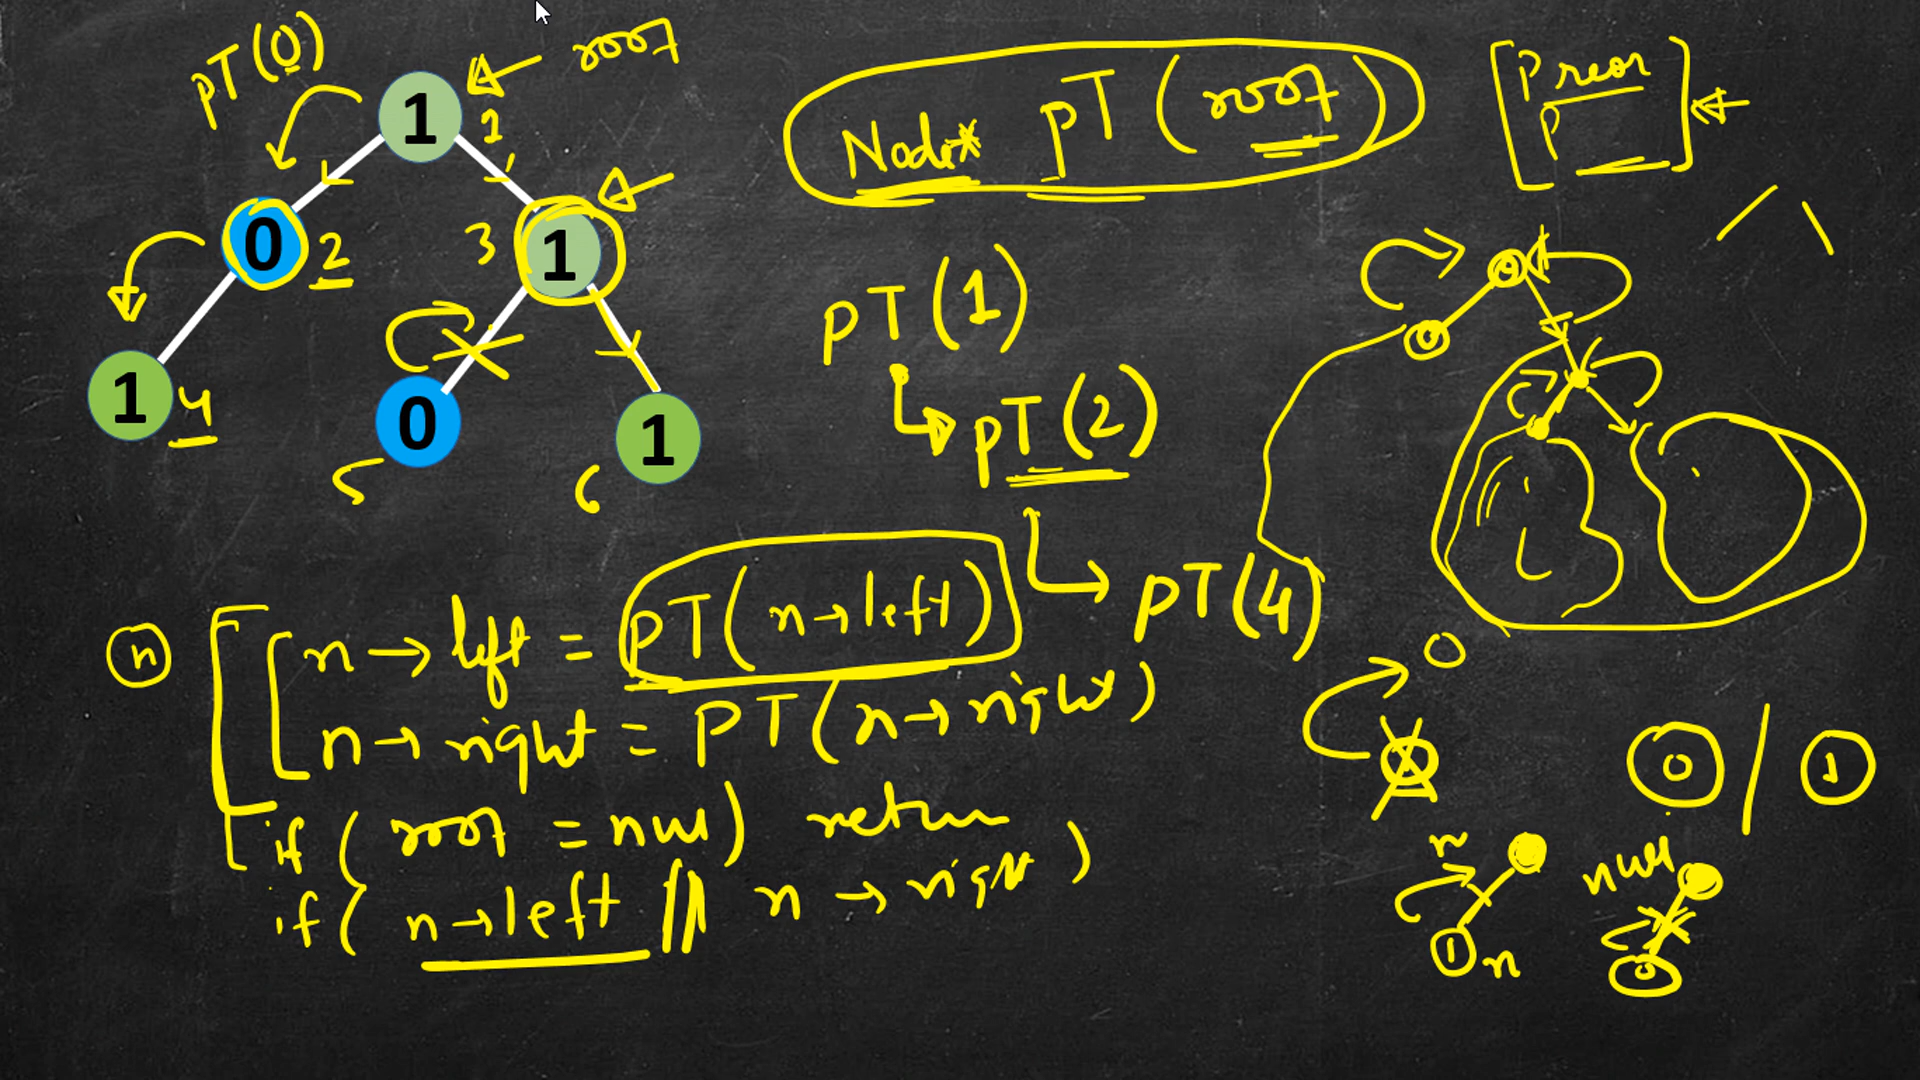 pT(0)
root
1
1
0
2
3
1
1
4
0
5
1
6
Node* pT (root)
pT(1)
pT(2)
pT(4)
n
n → left = pT(n→left)
n → right = PT(n→right)
if (root = null) return
if (n→left || n → right)
L
0
0 / 1
n
1 n
null
0